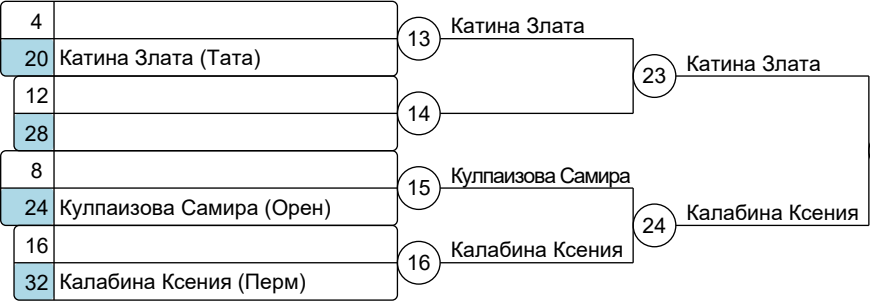 4
20 Катина Злата (Тата)
12
28
8
24 Кулпаизова Самира (Орен)
16
32 Калабина Ксения (Перм)
13 Катина Злата
14
15 Кулпаизова Самира
16 Калабина Ксения
23 Катина Злата
24 Калабина Ксения